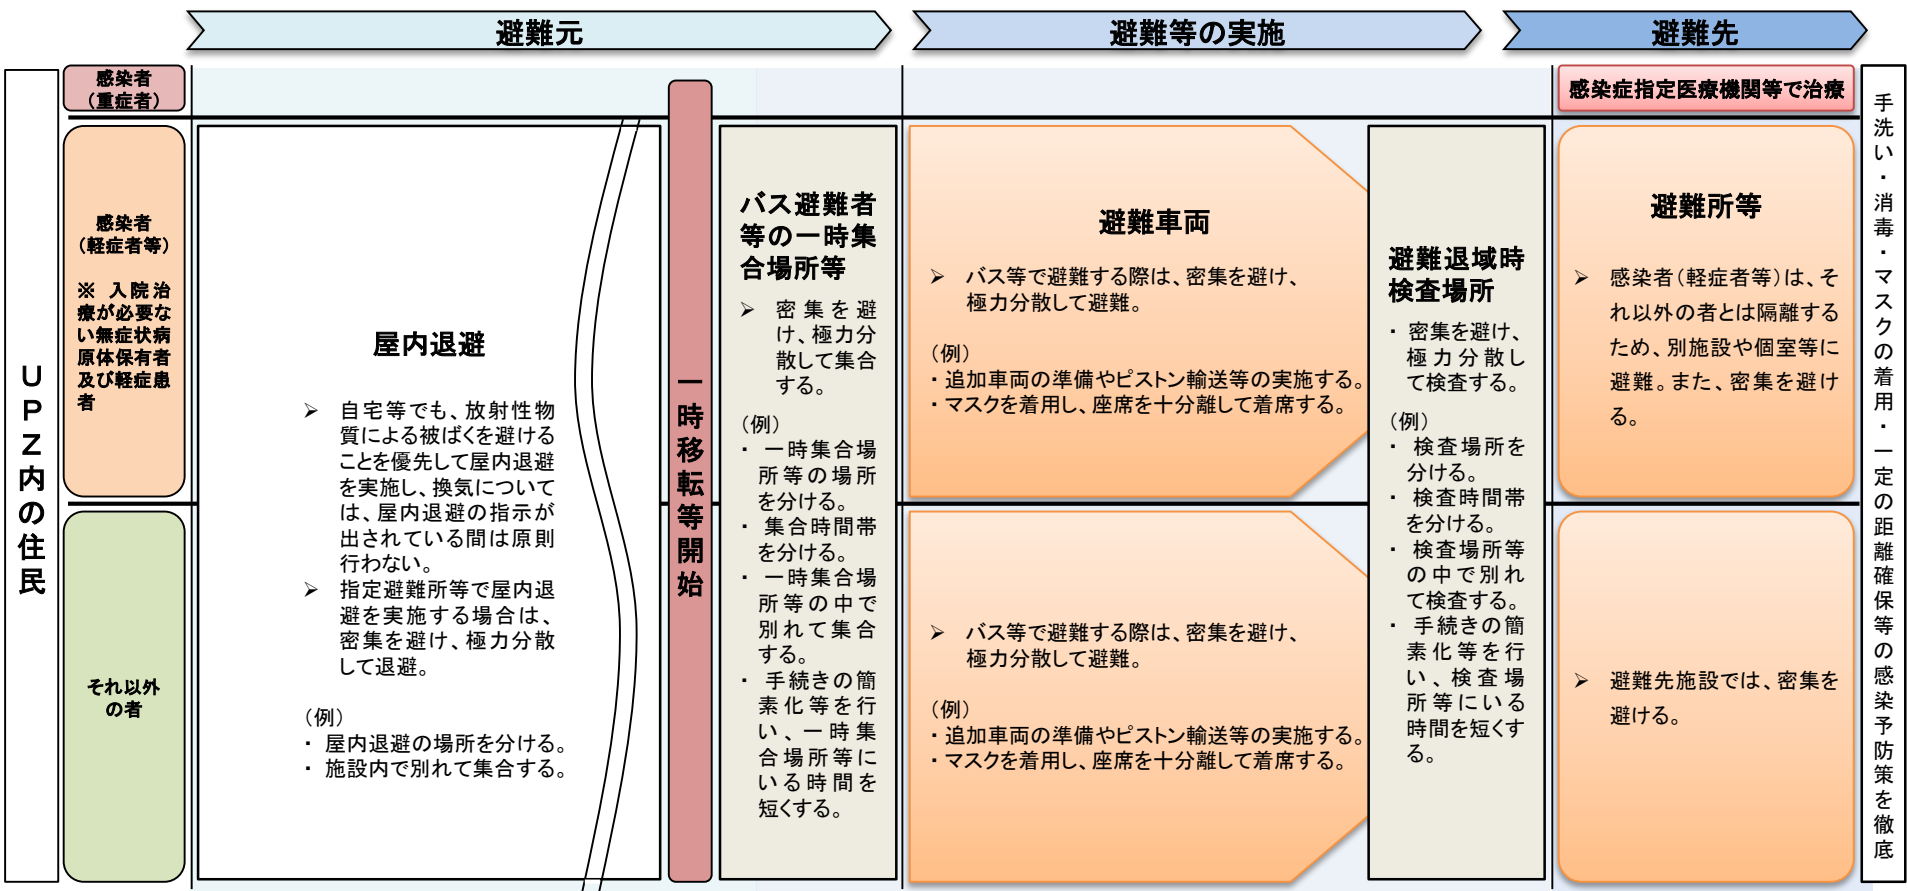 避難元
避難等の実施
避難先
UPZ内の住民
感染者
（重症者）
感染症指定医療機関等で治療
感染者
（軽症者等）
※ 入院治
療が必要な
い無症状病
原体保有者
及び軽症患
者
それ以外
の者
屋内退避
➢ 自宅等でも、放射性物
質による被ばくを避ける
ことを優先して屋内退避
を実施し、換気について
は、屋内退避の指示が
出されている間は原則
行わない。
➢ 指定避難所等で屋内退
避を実施する場合は、
密集を避け、極力分散
して退避。
（例）
・ 屋内退避の場所を分ける。
・ 施設内で別れて集合する。
一時移転等開始
バス避難者
等の一時集
合場所等
➢ 密集を避
け、極力分
散して集合
する。
（例）
・ 一時集合場
所等の場所
を分ける。
・ 集合時間帯
を分ける。
・ 一時集合場
所等の中で
別れて集合
する。
・ 手続きの簡
素化等を行
い、一時集
合場所等に
いる時間を
短くする。
避難車両
➢ バス等で避難する際は、密集を避け、
極力分散して避難。
（例）
・追加車両の準備やピストン輸送等の実施する。
・マスクを着用し、座席を十分離して着席する。
➢ バス等で避難する際は、密集を避け、
極力分散して避難。
（例）
・追加車両の準備やピストン輸送等の実施する。
・マスクを着用し、座席を十分離して着席する。
避難退域時
検査場所
・ 密集を避け、
極力分散し
て検査する。
（例）
・ 検査場所を
分ける。
・ 検査時間帯
を分ける。
・ 検査場所等
の中で別れ
て検査する。
・ 手続きの簡
素化等を行
い、検査場
所等にいる
時間を短くす
る。
避難所等
➢ 感染者（軽症者等）は、そ
れ以外の者とは隔離する
ため、別施設や個室等に
避難。また、密集を避け
る。
➢ 避難先施設では、密集を
避ける。
手洗い・消毒・マスクの着用・一定の距離確保等の感染予防策を徹底